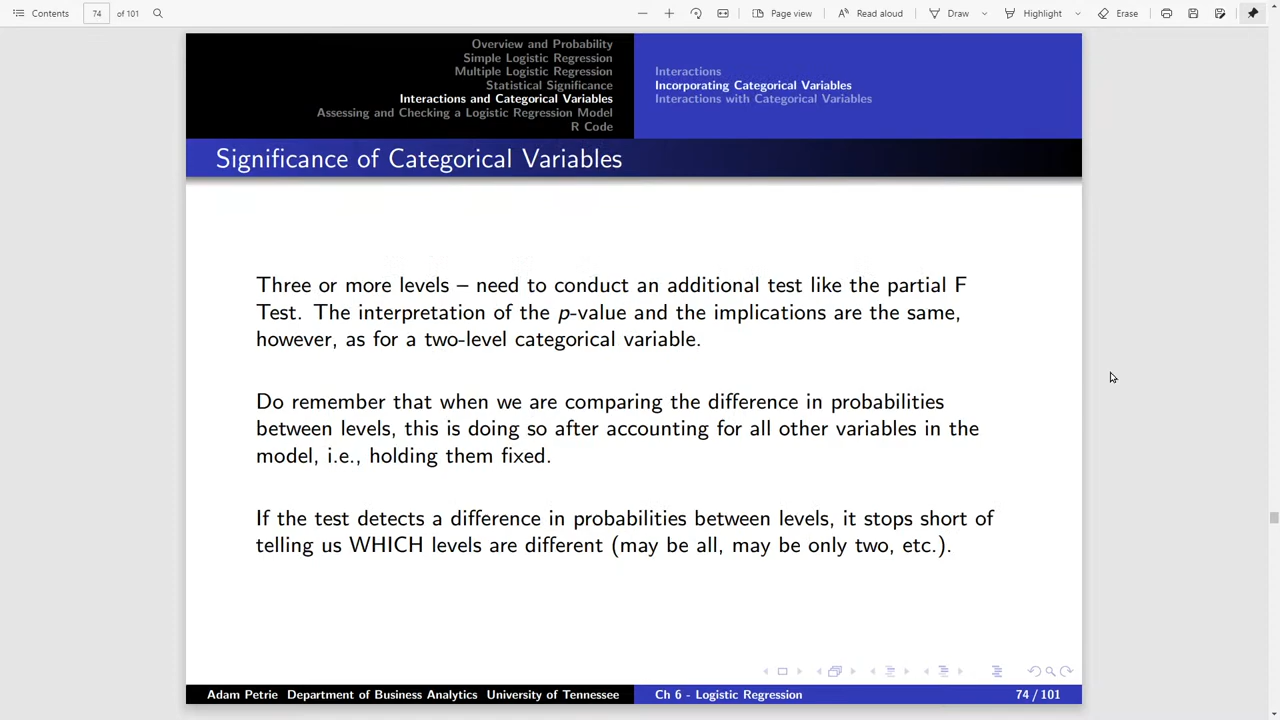 Contents
74
of 101
Page view
Read aloud
Draw
Highlight
Erase
Overview and Probability
Simple Logistic Regression
Multiple Logistic Regression
Statistical Significance
Interactions and Categorical Variables
Assessing and Checking a Logistic Regression Model
R Code
Interactions
Incorporating Categorical Variables
Interactions with Categorical Variables
Significance of Categorical Variables
Three or more levels – need to conduct an additional test like the partial F
Test. The interpretation of the p-value and the implications are the same,
however, as for a two-level categorical variable.
Do remember that when we are comparing the difference in probabilities
between levels, this is doing so after accounting for all other variables in the
model, i.e., holding them fixed.
If the test detects a difference in probabilities between levels, it stops short of
telling us WHICH levels are different (may be all, may be only two, etc.).
Adam Petrie Department of Business Analytics University of Tennessee
Ch 6 - Logistic Regression
74 / 101